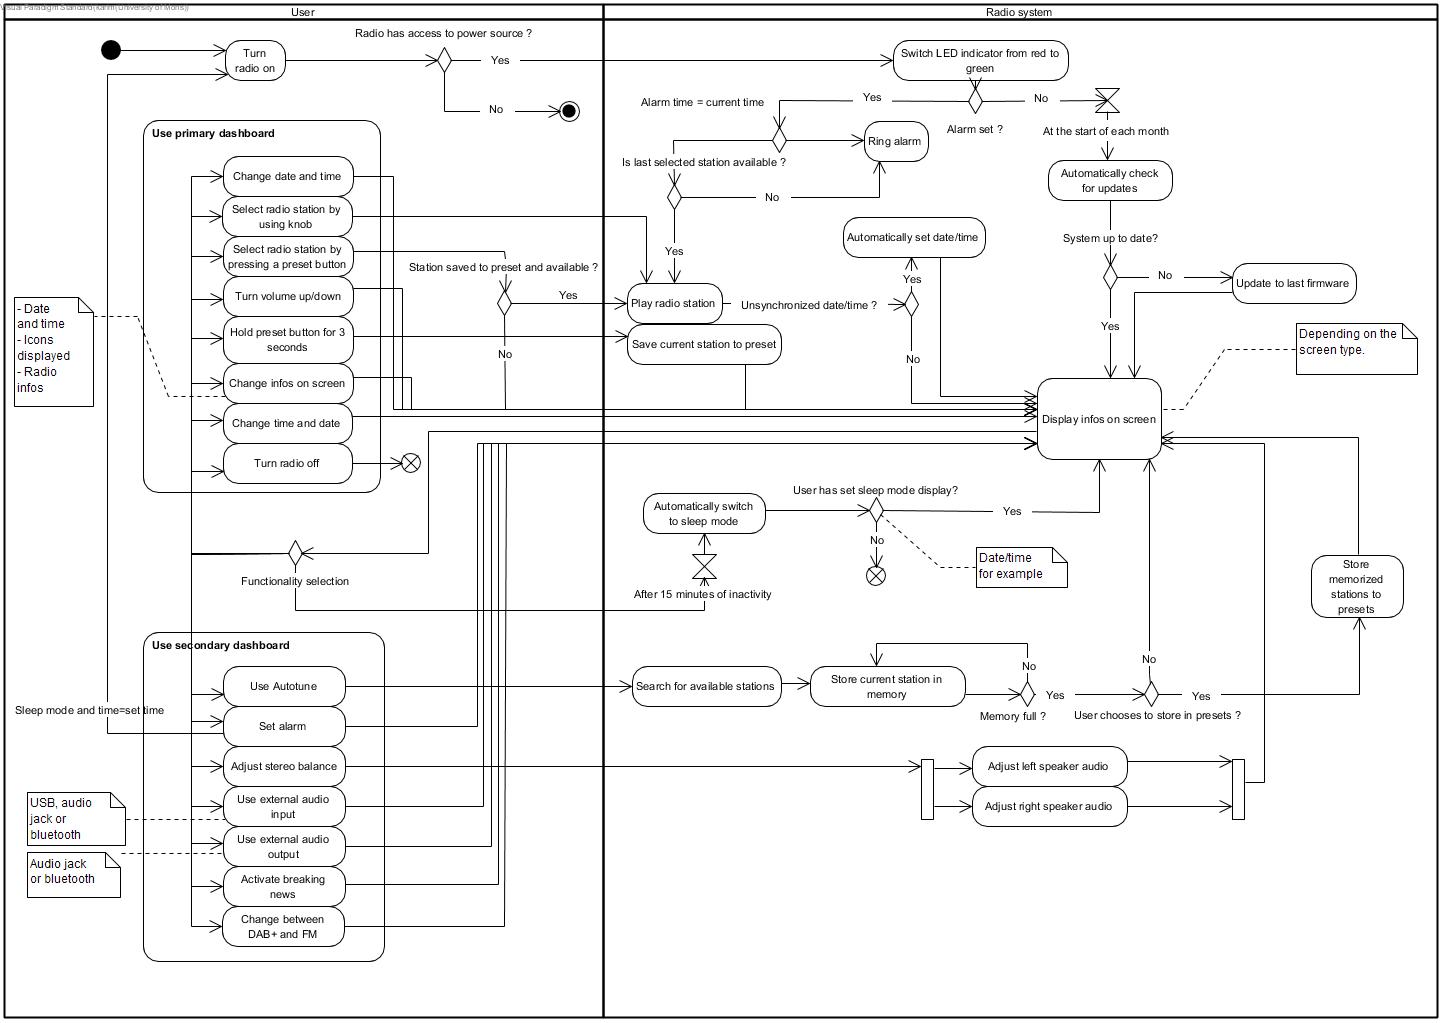 Visual Paradigm Standard(karim(University of Mons))
User
Radio system
Radio has access to power source ?
Turn
radio on
Yes
No
Switch LED indicator from red to
green
Alarm time = current time
Yes
No
Alarm set ?
At the start of each month
Ring alarm
Is last selected station available ?
No
Yes
Automatically check
for updates
System up to date?
No
Update to last firmware
Yes
Use primary dashboard
Change date and time
Select radio station by
using knob
Select radio station by
pressing a preset button
Turn volume up/down
Hold preset button for 3
seconds
Change infos on screen
Change time and date
Turn radio off
- Date
and time
- Icons
displayed
- Radio
infos
Station saved to preset and available ?
Yes
No
Play radio station
Save current station to preset
Automatically set date/time
Yes
Unsynchronized date/time ?
No
Depending on the
screen type.
Display infos on screen
User has set sleep mode display?
Automatically switch
to sleep mode
Yes
No
Date/time
for example
After 15 minutes of inactivity
Functionality selection
Store
memorized
stations to
presets
Use secondary dashboard
Use Autotune
Set alarm
Adjust stereo balance
Use external audio
input
Use external audio
output
Activate breaking
news
Change between
DAB+ and FM
Sleep mode and time=set time
USB, audio
jack or
bluetooth
Audio jack
or bluetooth
Search for available stations
Store current station in
memory
No
Yes
Memory full ?
No
Yes
User chooses to store in presets ?
Adjust left speaker audio
Adjust right speaker audio